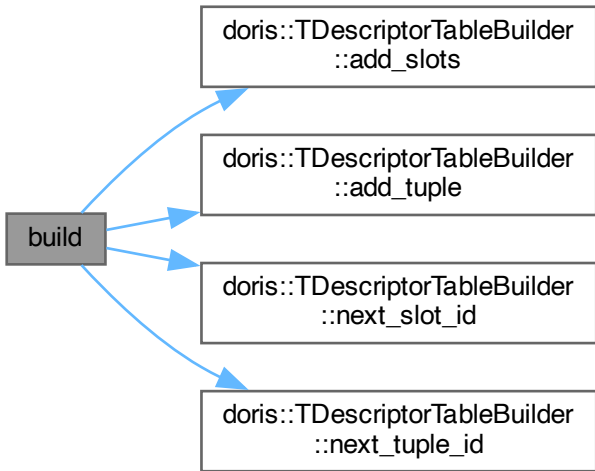 doris::TDescriptorTableBuilder
::add_slots
doris::TDescriptorTableBuilder
::add_tuple
build
doris::TDescriptorTableBuilder
::next_slot_id
doris::TDescriptorTableBuilder
::next_tuple_id